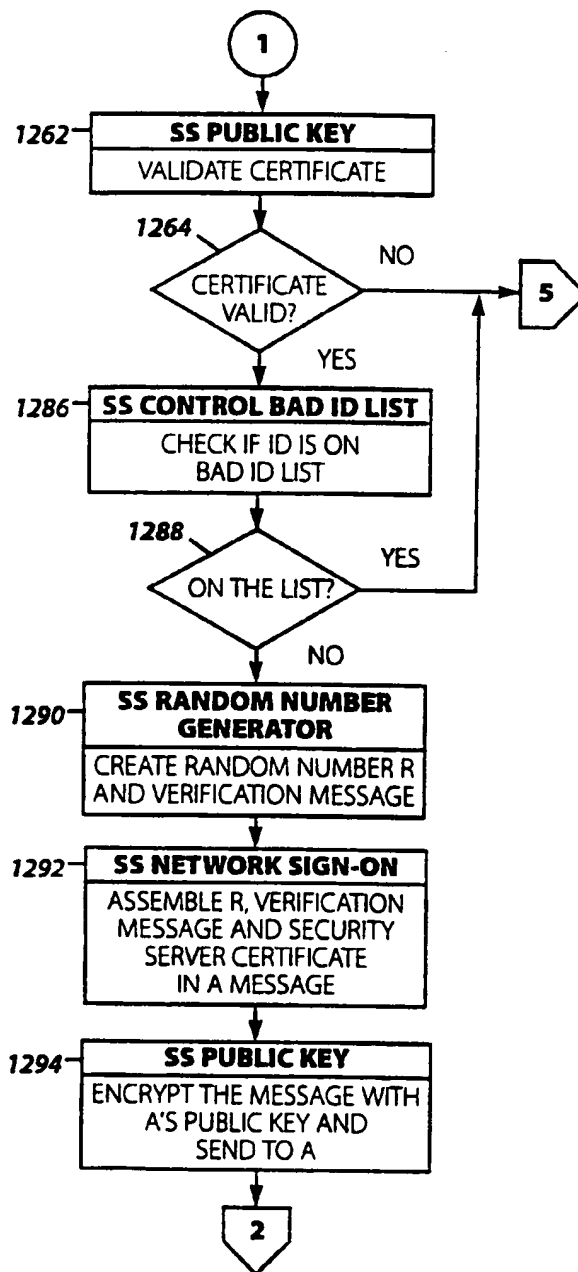 1
1262
SS PUBLIC KEY
VALIDATE CERTIFICATE
1264
CERTIFICATE
VALID?
NO
5
YES
1286
SS CONTROL BAD ID LIST
CHECK IF ID IS ON
BAD ID LIST
1288
ON THE LIST?
YES
NO
1290
SS RANDOM NUMBER
GENERATOR
CREATE RANDOM NUMBER R
AND VERIFICATION MESSAGE
1292
SS NETWORK SIGN-ON
ASSEMBLE R, VERIFICATION
MESSAGE AND SECURITY
SERVER CERTIFICATE
IN A MESSAGE
1294
SS PUBLIC KEY
ENCRYPT THE MESSAGE WITH
A'S PUBLIC KEY AND
SEND TO A
2